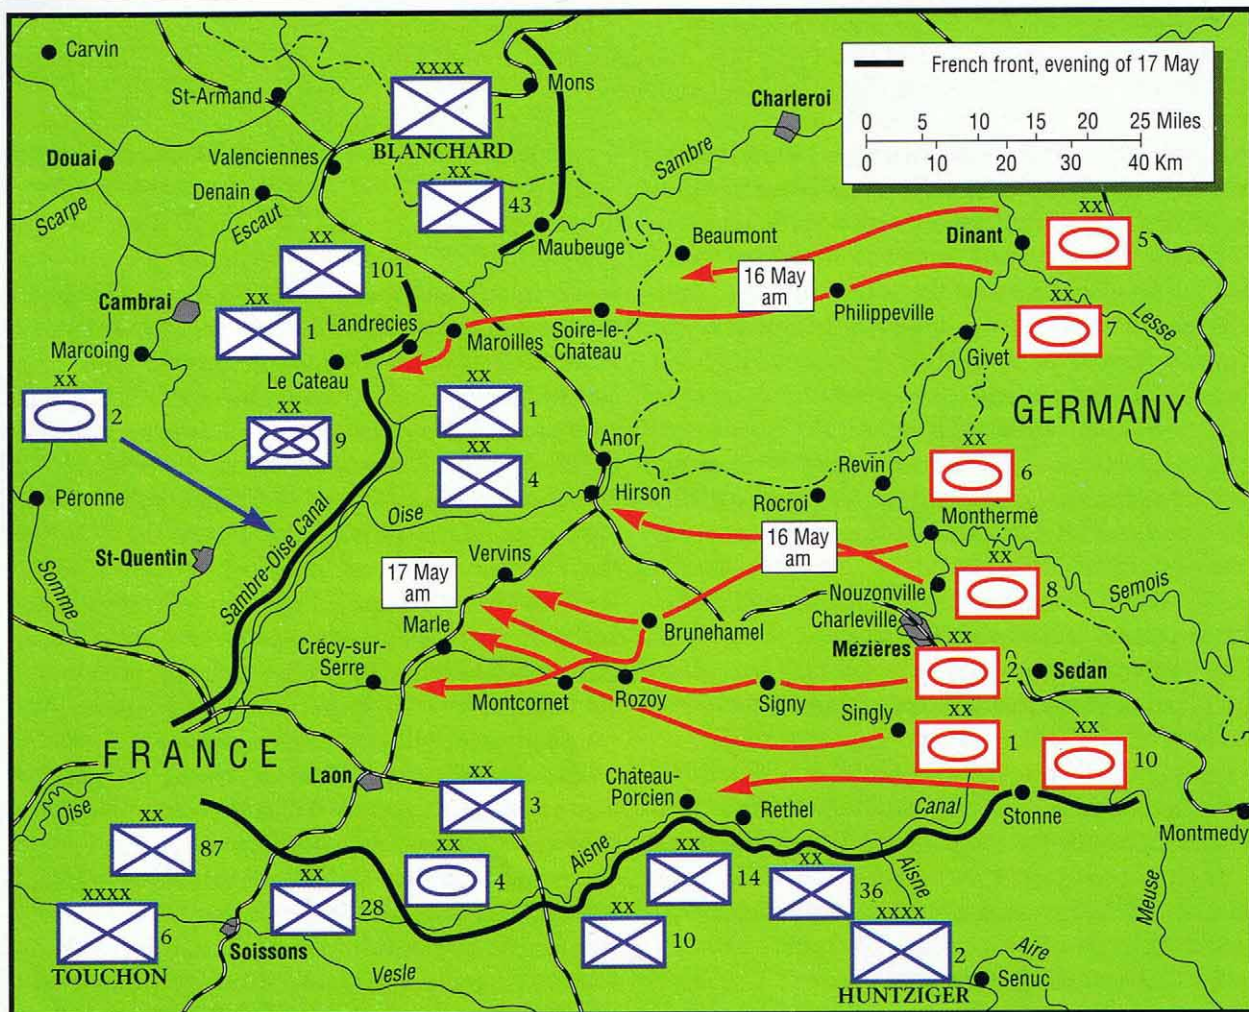 French front, evening of 17 May
0 5 10 15 20 25 Miles
0 10 20 30 40 Km
Carvin
St-Armand
Douai
Valenciennes
Denain
Scarpe
Escaut
XXXX
1
BLANCHARD
Mons
Charleroi
Sambre
XX
43
Maubeuge
Beaumont
Dinant
XX
5
16 May
am
Philippeville
XX
7
Lesse
Givet
XX
101
Cambrai
XX
1
Landrecies
Maroilles
Soire-le-
Château
Marcoing
Le Cateau
GERMANY
XX
2
XX
9
XX
1
XX
4
Anor
Hirson
Oise
Revin
Rocroi
XX
6
Monthermé
Péronne
St-Quentin
Somme
Sambre-Oise Canal
17 May
am
Vervins
16 May
am
Nouzonville
XX
8
Semois
Charleville
Mézières
Marle
Brunehamel
Crécy-sur-
Serre
Montcornet
Rozoy
Signy
XX
2
Sedan
Singly
XX
1
XX
10
FRANCE
Laon
Oise
XX
3
Château-
Porcien
Rethel
Canal
Stonne
Montmedy
XX
87
XX
4
Aisne
XX
14
XX
36
Aisne
Meuse
XXXX
6
TOUCHON
XX
28
Soissons
Vesle
XX
10
XXXX
2
HUNTZIGER
Aire
Senuc